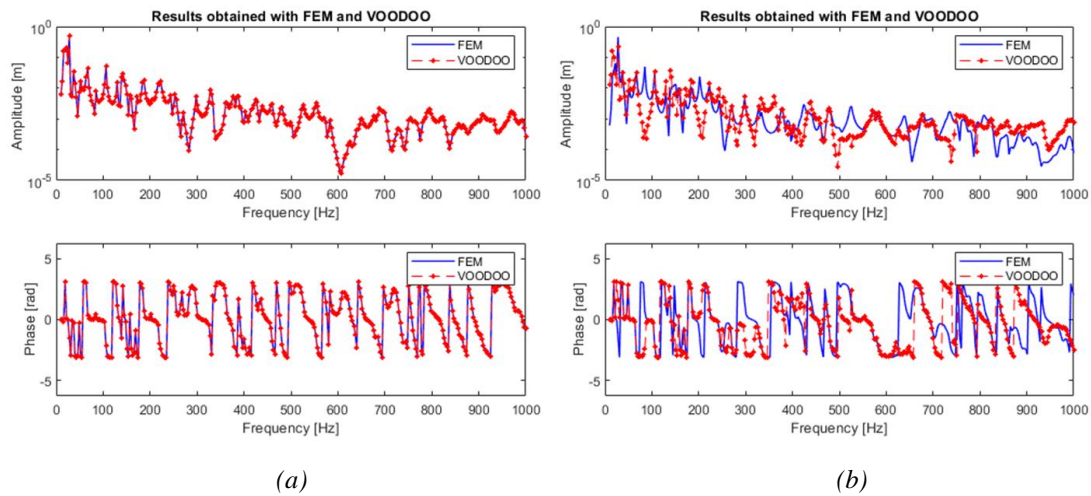 Results obtained with FEM and VOODOO
10^0
10^-5
Amplitude [m]
FEM
VOODOO
0 100 200 300 400 500 600 700 800 900 1000
Frequency [Hz]
5
0
-5
Phase [rad]
FEM
VOODOO
0 100 200 300 400 500 600 700 800 900 1000
Frequency [Hz]
(a)
Results obtained with FEM and VOODOO
10^0
10^-5
Amplitude [m]
FEM
VOODOO
0 100 200 300 400 500 600 700 800 900 1000
Frequency [Hz]
5
0
-5
Phase [rad]
FEM
VOODOO
0 100 200 300 400 500 600 700 800 900 1000
Frequency [Hz]
(b)